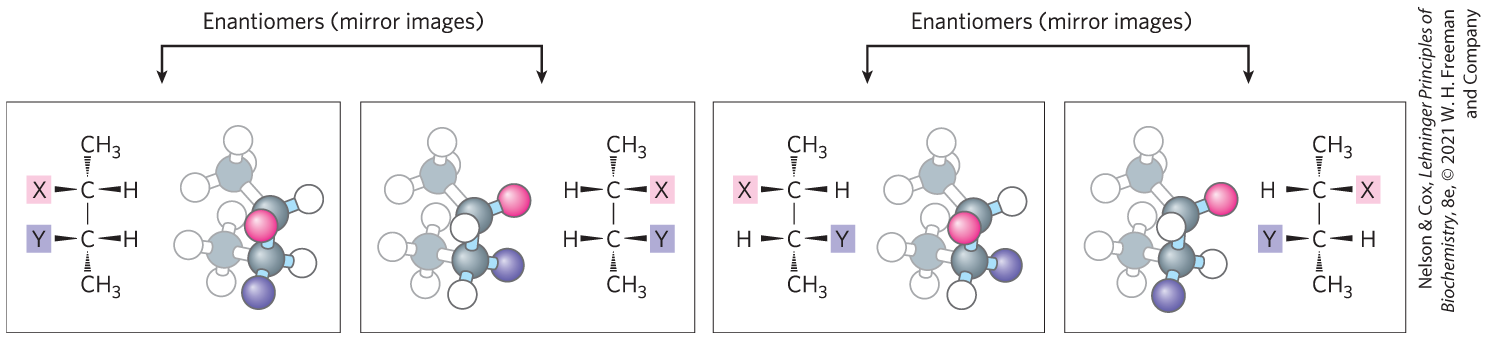 Enantiomers (mirror images)
Enantiomers (mirror images)
CH3
X C H
Y C H
CH3
CH3
H C X
H C Y
CH3
CH3
X C H
H C Y
CH3
CH3
H C X
Y C H
CH3
Nelson & Cox, Lehninger Principles of
Biochemistry, 8e, © 2021 W. H. Freeman
and Company